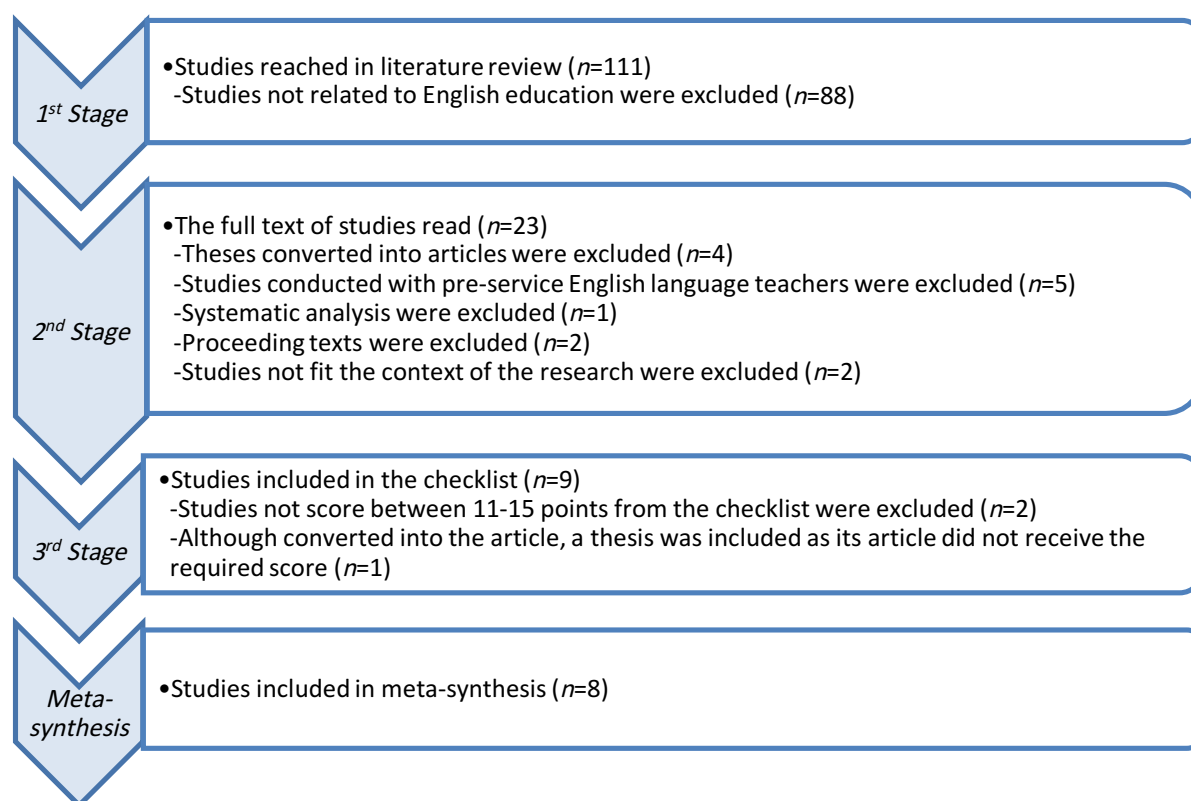 1st Stage
•Studies reached in literature review (n=111)
-Studies not related to English education were excluded (n=88)
2nd Stage
•The full text of studies read (n=23)
-Theses converted into articles were excluded (n=4)
-Studies conducted with pre-service English language teachers were excluded (n=5)
-Systematic analysis were excluded (n=1)
-Proceeding texts were excluded (n=2)
-Studies not fit the context of the research were excluded (n=2)
3rd Stage
•Studies included in the checklist (n=9)
-Studies not score between 11-15 points from the checklist were excluded (n=2)
-Although converted into the article, a thesis was included as its article did not receive the
required score (n=1)
Meta-
synthesis
•Studies included in meta-synthesis (n=8)